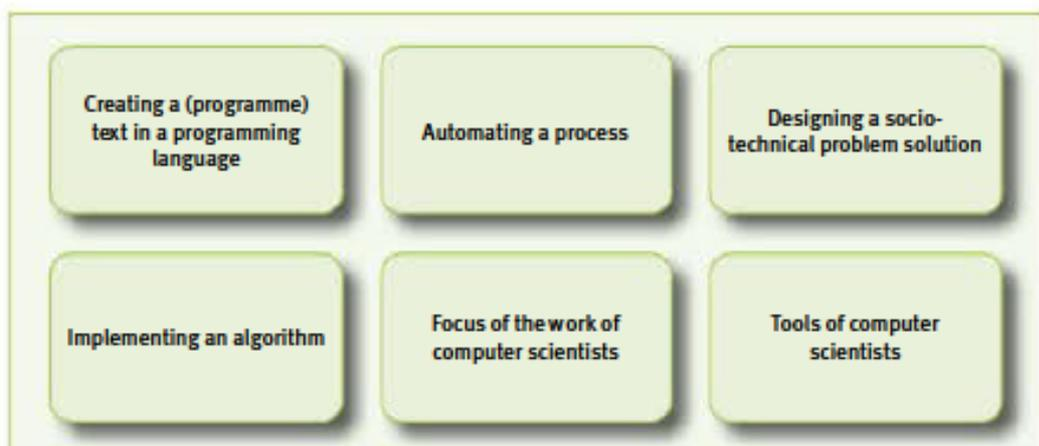 Creating a (programme)
text in a programming
language
Automating a process
Designing a socio-
technical problem solution
Implementing an algorithm
Focus of the work of
computer scientists
Tools of computer
scientists